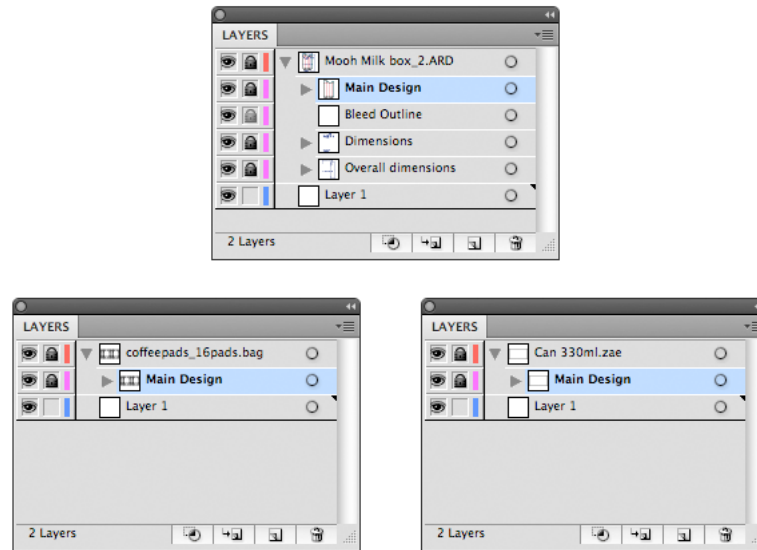 LAYERS
Mooh Milk box_2.ARD
Main Design
Bleed Outline
Dimensions
Overall dimensions
Layer 1
2 Layers
LAYERS
coffeepads_16pads.bag
Main Design
Layer 1
2 Layers
LAYERS
Can 330ml.zae
Main Design
Layer 1
2 Layers